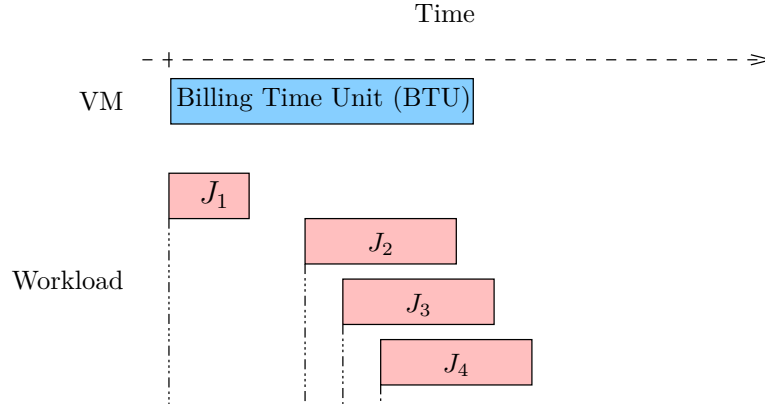 Time
VM
Billing Time Unit (BTU)
J1
J2
Workload
J3
J4